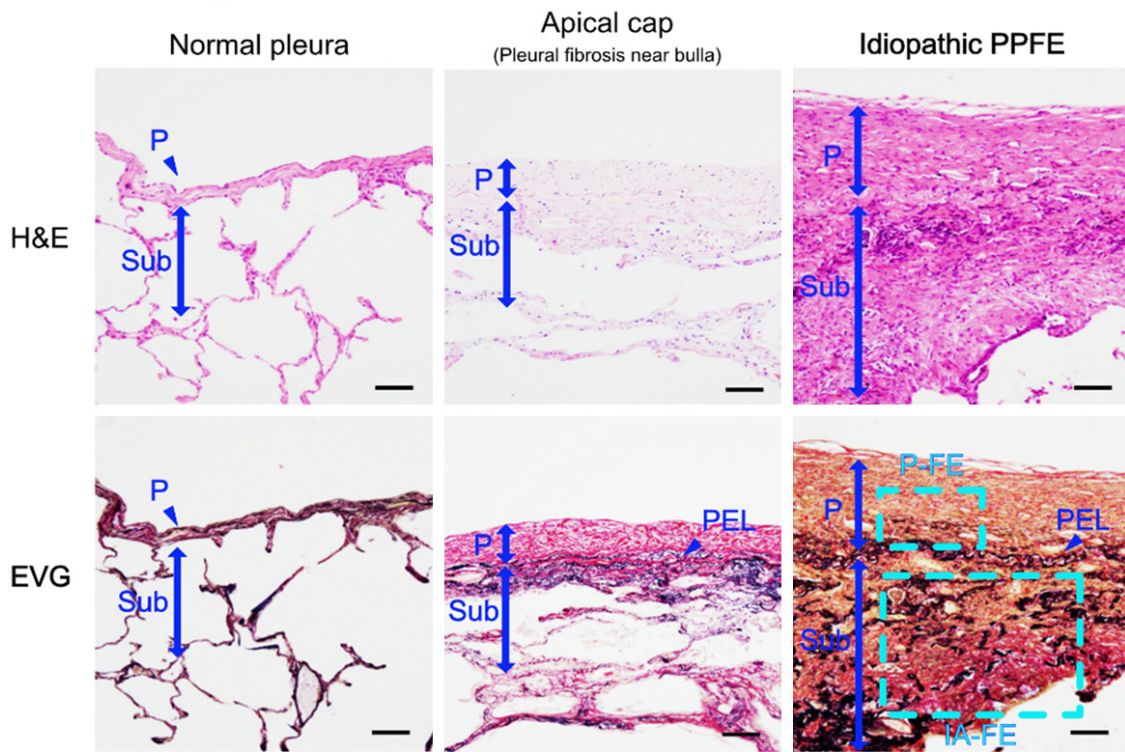 Normal pleura
Apical cap
(Pleural fibrosis near bulla)
Idiopathic PPFE
H&E
P
Sub
P
Sub
P
Sub
EVG
P
Sub
P
PEL
Sub
P-FE
P
PEL
Sub
IA-FE